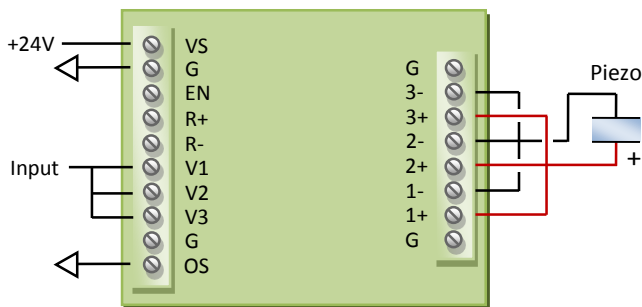 +24V
Input
VS
G
EN
R+
R-
V1
V2
V3
G
OS
G
3-
3+
2-
2+
1-
1+
G
Piezo
+